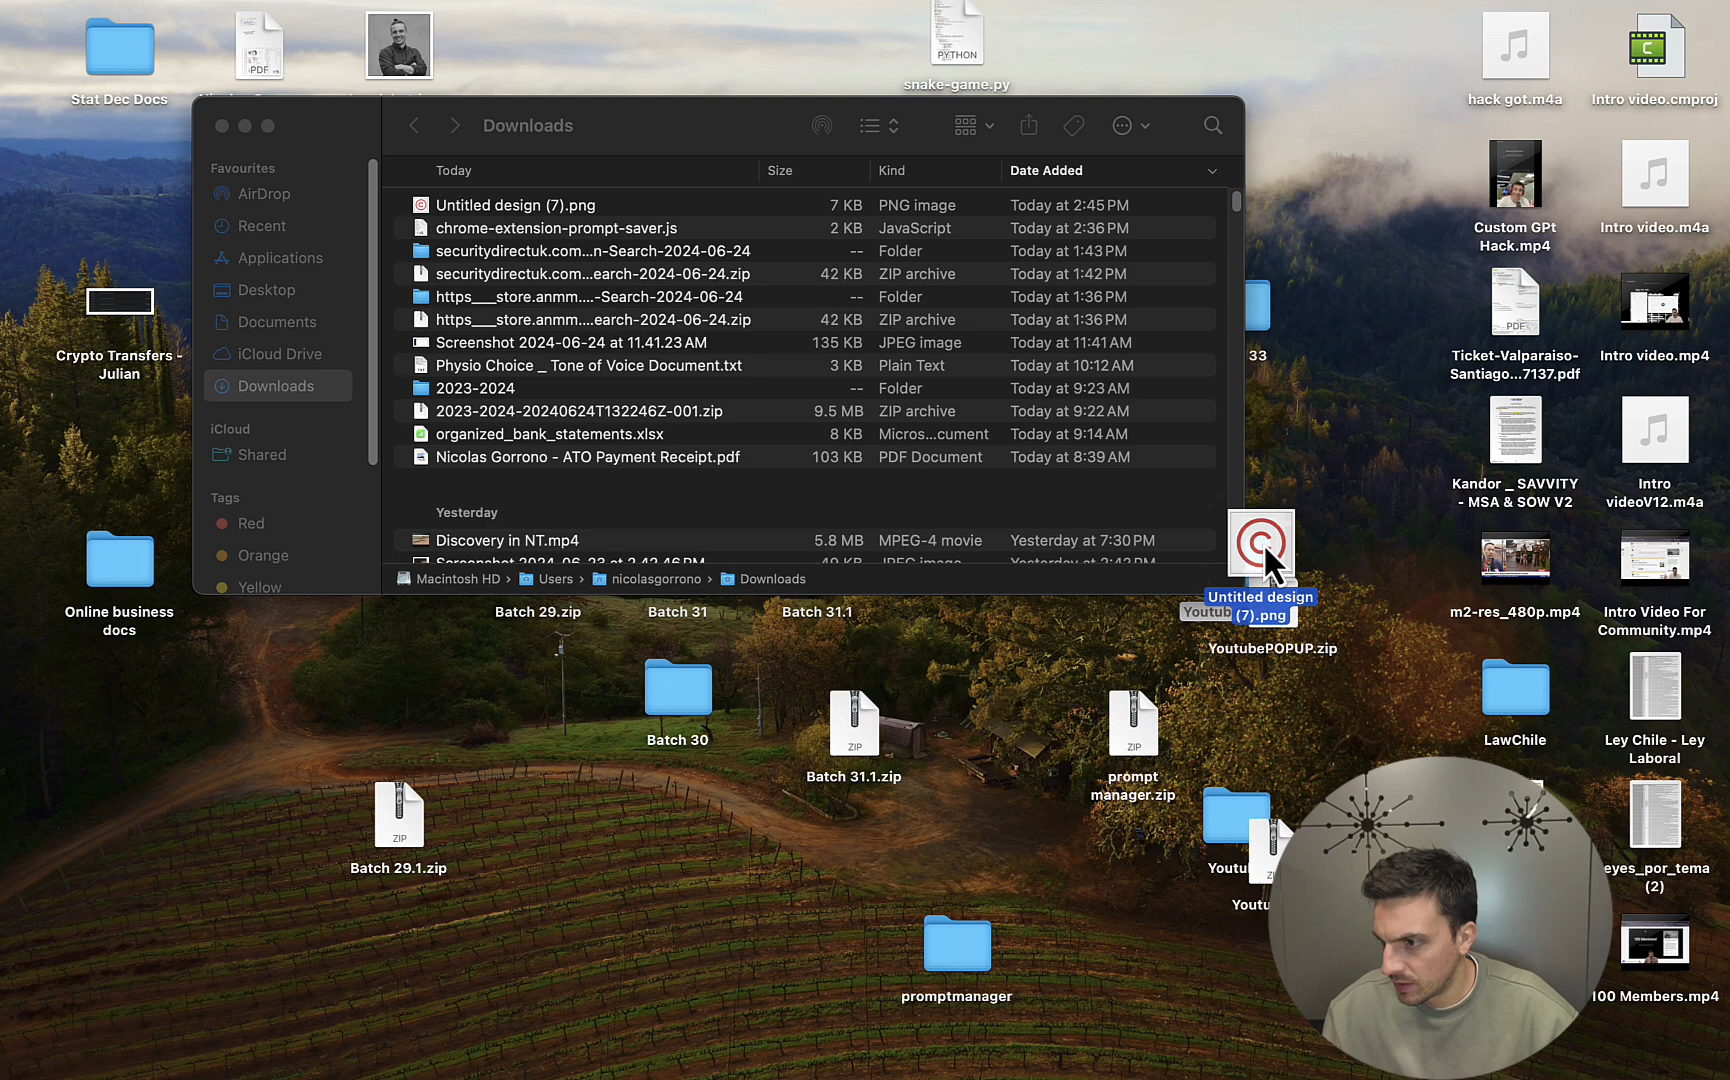 PDF
PYTHON
Stat Dec Docs
snake-game.py
hack got.m4a
Intro video.cmproj
Downloads
Favourites
AirDrop
Recent
Applications
Desktop
Documents
iCloud Drive
Downloads
iCloud
Shared
Tags
Red
Orange
Yellow
Today
Size
Kind
Date Added
Untitled design (7).png 7 KB PNG image Today at 2:45 PM
chrome-extension-prompt-saver.js 2 KB JavaScript Today at 2:36 PM
securitydirectuk.com...n-Search-2024-06-24 -- Folder Today at 1:43 PM
securitydirectuk.com...earch-2024-06-24.zip 42 KB ZIP archive Today at 1:42 PM
https___store.anmm....-Search-2024-06-24 -- Folder Today at 1:36 PM
https___store.anmm....earch-2024-06-24.zip 42 KB ZIP archive Today at 1:36 PM
Screenshot 2024-06-24 at 11.41.23 AM 135 KB JPEG image Today at 11:41 AM
Physio Choice _ Tone of Voice Document.txt 3 KB Plain Text Today at 10:12 AM
2023-2024 -- Folder Today at 9:23 AM
2023-2024-20240624T132246Z-001.zip 9.5 MB ZIP archive Today at 9:22 AM
organized_bank_statements.xlsx 8 KB Micros...cument Today at 9:14 AM
Nicolas Gorrono - ATO Payment Receipt.pdf 103 KB PDF Document Today at 8:39 AM
Yesterday
Discovery in NT.mp4 5.8 MB MPEG-4 movie Yesterday at 7:30 PM
Macintosh HD › Users › nicolasgorrono › Downloads
Custom GPt
Hack.mp4
Intro video.m4a
Crypto Transfers -
Julian
33
PDF
Ticket-Valparaiso-
Santiago...7137.pdf
Intro video.mp4
Kandor _ SAVVITY
- MSA & SOW V2
Intro
videoV12.m4a
Online business
docs
Batch 29.zip
Batch 31
Batch 31.1
Youtub
Untitled design
(7).png
YoutubePOPUP.zip
m2-res_480p.mp4
Intro Video For
Community.mp4
Batch 30
ZIP
Batch 31.1.zip
ZIP
prompt
manager.zip
LawChile
Ley Chile - Ley
Laboral
ZIP
Batch 29.1.zip
Youtu
Youtu
eyes_por_tema
(2)
promptmanager
100 Members.mp4